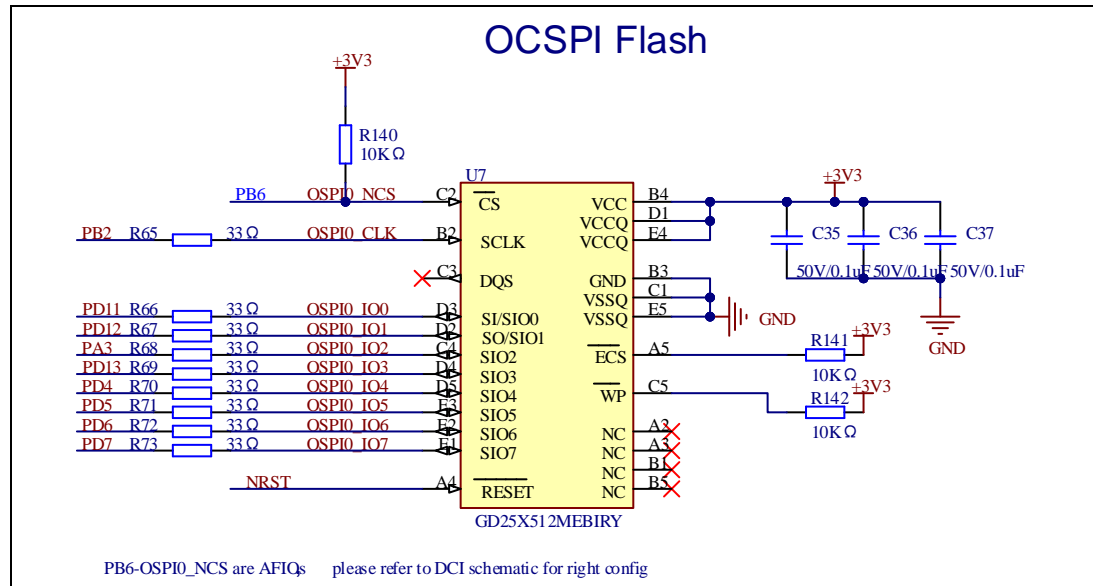 OCSPI Flash
+3V3
R140
10KΩ
U7
PB6 OSPI0_NCS C2 CS VCC B4 +3V3
VCCQ D1
PB2 R65 33Ω OSPI0_CLK B2 SCLK VCCQ E4 C35 C36 C37
50V/0.1uF 50V/0.1uF 50V/0.1uF
C3 DQS GND B3
VSSQ C1
PD11 R66 33Ω OSPI0_IO0 D3 SI/SIO0 VSSQ E5 GND
PD12 R67 33Ω OSPI0_IO1 D2 SO/SIO1 GND
PA3 R68 33Ω OSPI0_IO2 C4 SIO2 ECS A5 R141 +3V3
10KΩ
PD13 R69 33Ω OSPI0_IO3 D4 SIO3
PD4 R70 33Ω OSPI0_IO4 D5 SIO4 WP C5 R142 +3V3
10KΩ
PD5 R71 33Ω OSPI0_IO5 E3 SIO5
PD6 R72 33Ω OSPI0_IO6 E2 SIO6 NC A2
PD7 R73 33Ω OSPI0_IO7 E1 SIO7 NC A3
NC B1
NRST A4 RESET NC B5
GD25X512MEBIRY
PB6-OSPI0_NCS are AFIO,s please refer to DCI schematic for right config